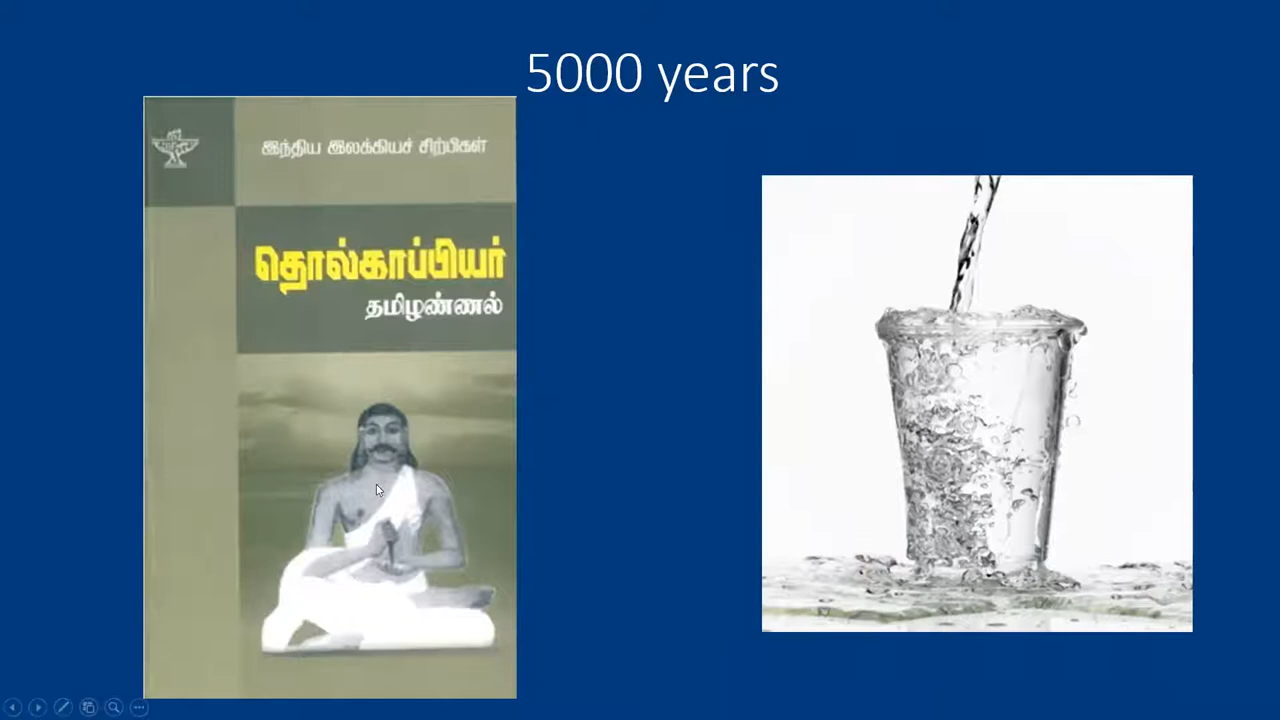 5000 years
இந்திய இலக்கியச் சிற்பிகள்
தொல்காப்பியர்
தமிழண்ணல்